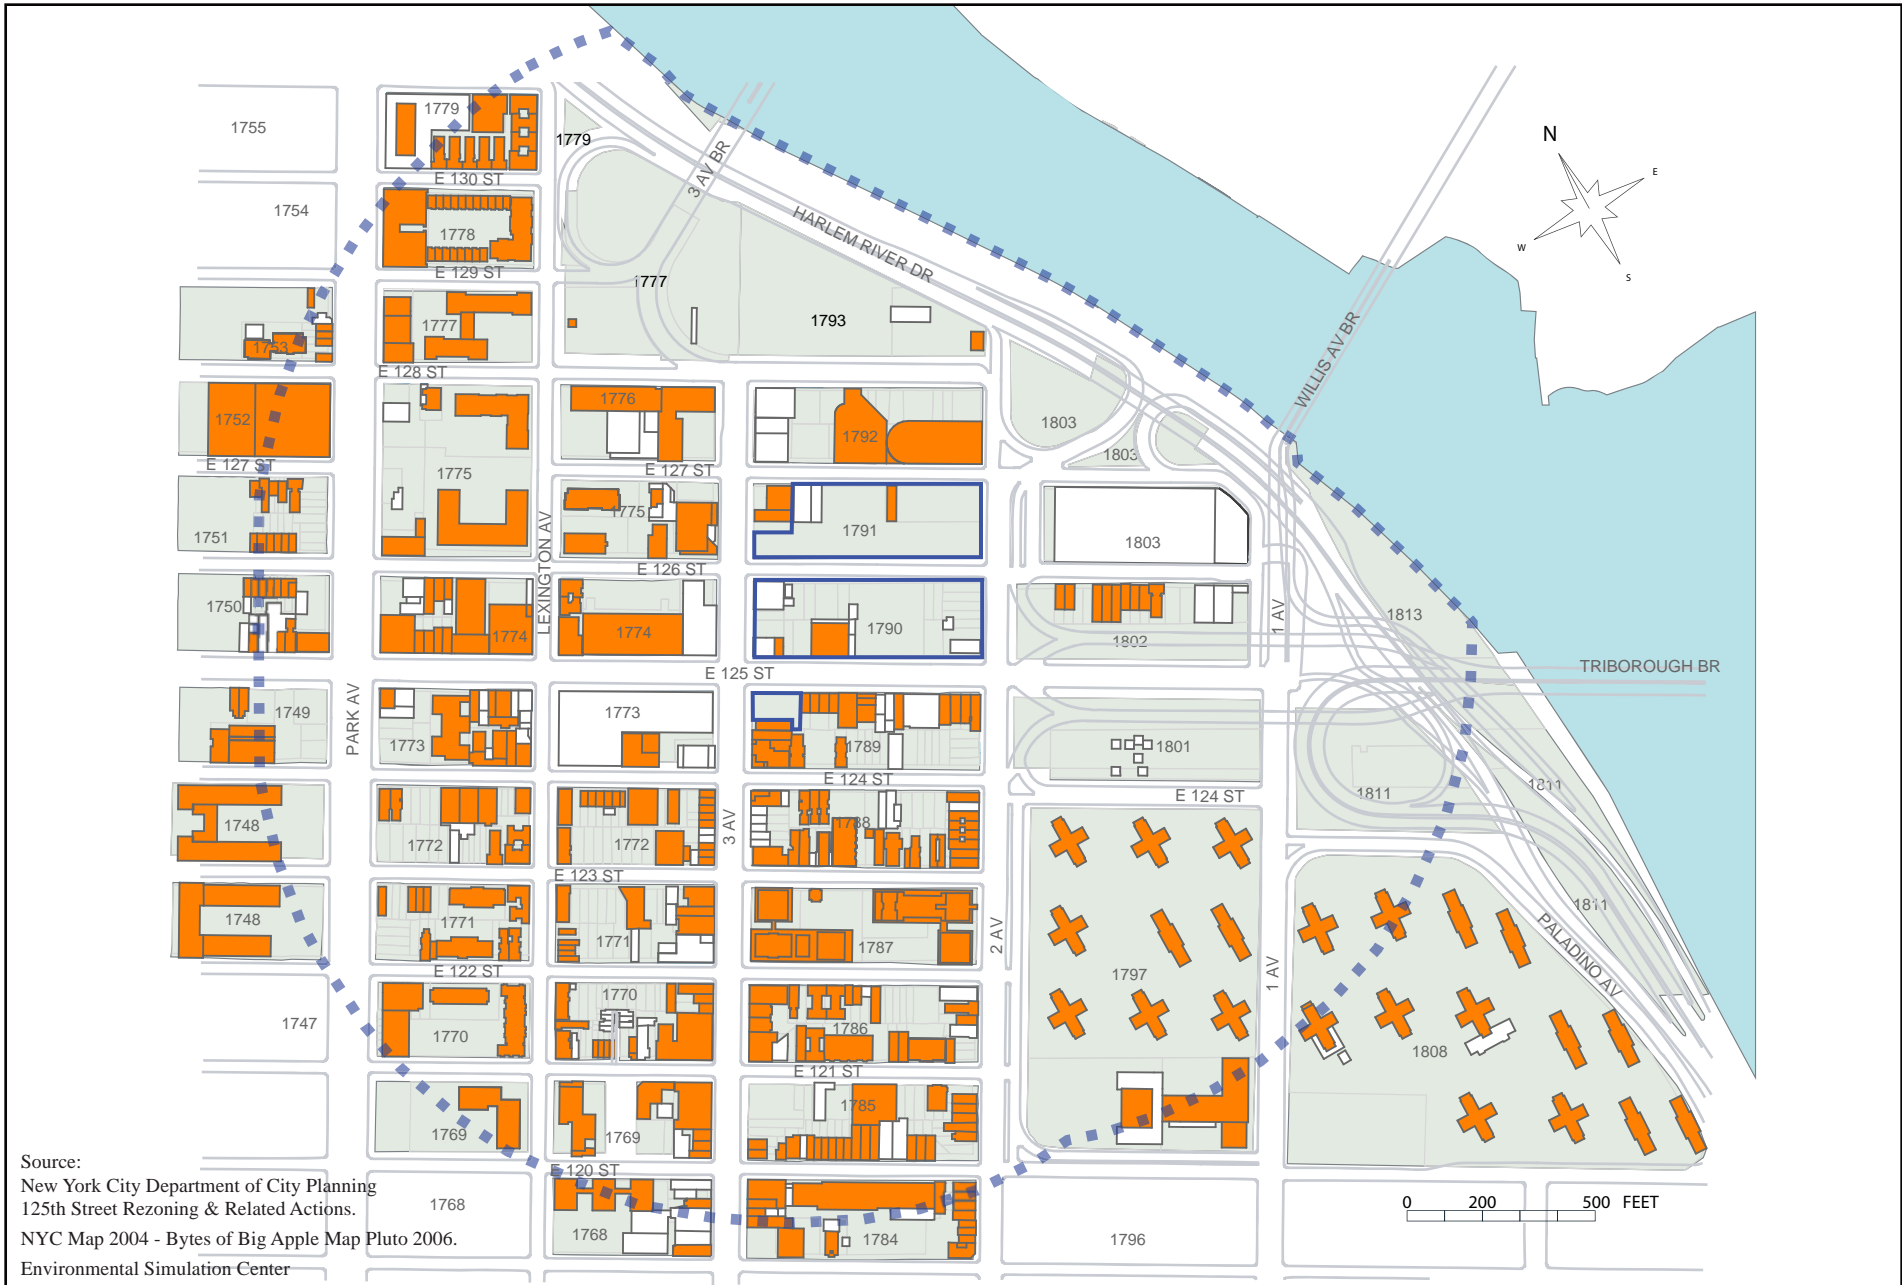 1755
1779
1779
N
E
W
S
E 130 ST
3 AV BR
1754
1778
HARLEM RIVER DR
E 129 ST
1777
1777
1793
1753
E 128 ST
WILLIS AV BR
1752
1776
1792
1803
1803
E 127 ST
E 127 ST
1775
1775
1751
1791
1803
LEXINGTON AV
E 126 ST
1750
1774
1774
1790
1802
1 AV
1813
E 125 ST
TRIBOROUGH BR
PARK AV
1749
1773
1773
1789
1801
E 124 ST
E 124 ST
1811
1811
1748
1772
1772
3 AV
1788
E 123 ST
1748
1771
1771
1787
2 AV
1811
PALADINO AV
E 122 ST
1797
1 AV
1747
1770
1770
1786
1808
E 121 ST
1769
1769
1785
E 120 ST
1768
1768
1784
1796
0 200 500 FEET
Source:
New York City Department of City Planning
125th Street Rezoning & Related Actions.
NYC Map 2004 - Bytes of Big Apple Map Pluto 2006.
Environmental Simulation Center